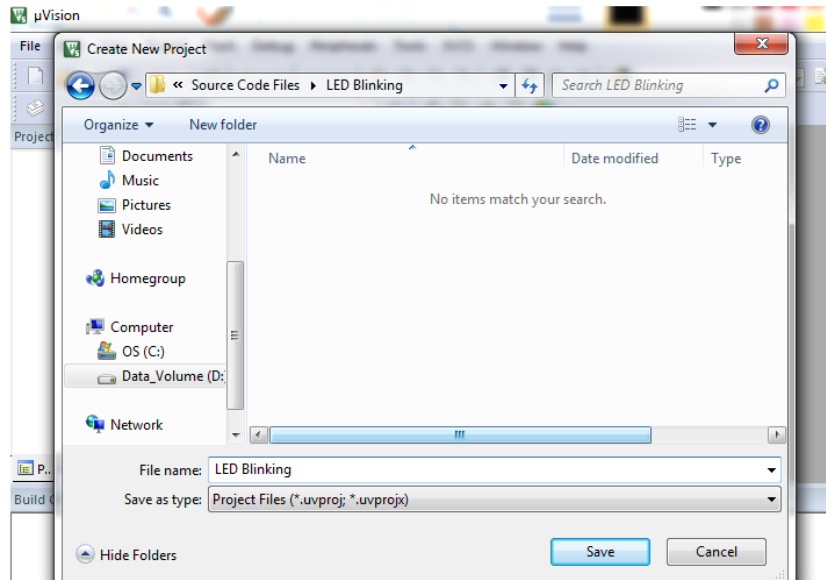 µVision
File
Create New Project
« Source Code Files ▸ LED Blinking
Search LED Blinking
Organize
New folder
Project
Documents
Music
Pictures
Videos
Homegroup
Computer
OS (C:)
Data_Volume (D:
Network
Name
Date modified
Type
No items match your search.
P..
File name: LED Blinking
Build
Save as type: Project Files (*.uvproj; *.uvprojx)
Hide Folders
Save
Cancel